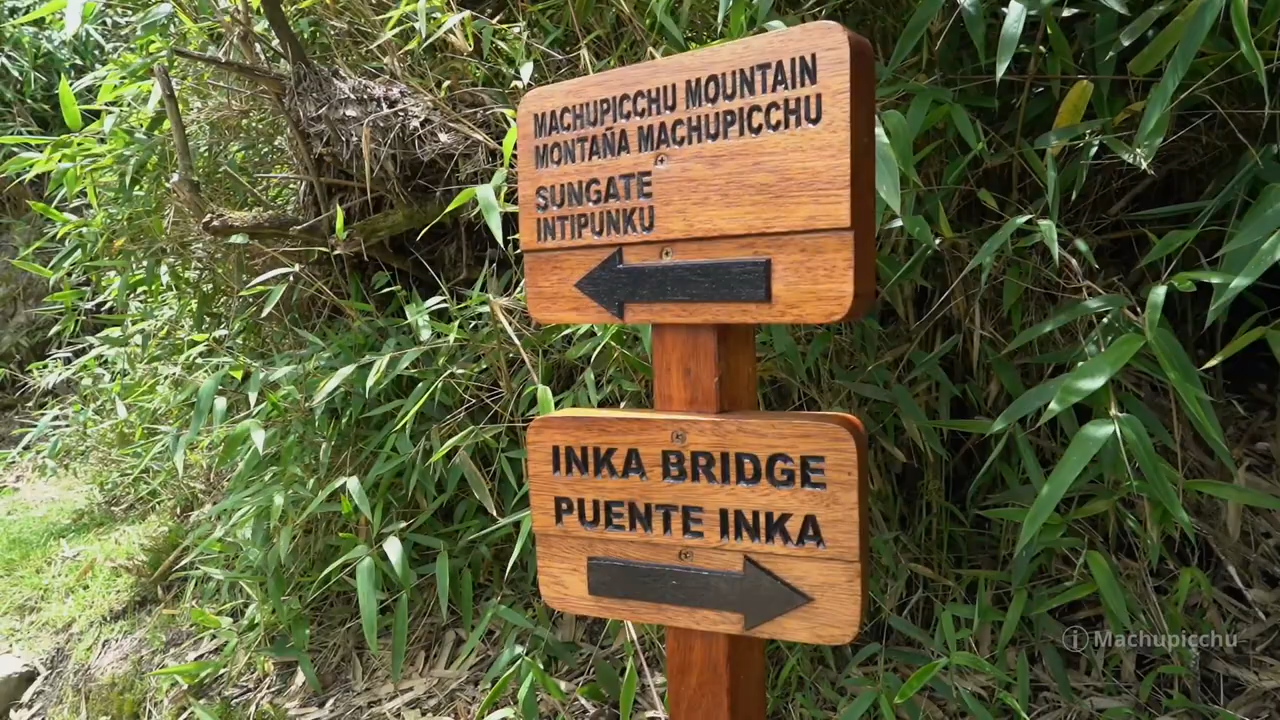 MACHUPICCHU MOUNTAIN
MONTAÑA MACHUPICCHU
SUNGATE
INTIPUNKU
INKA BRIDGE
PUENTE INKA
Machupicchu